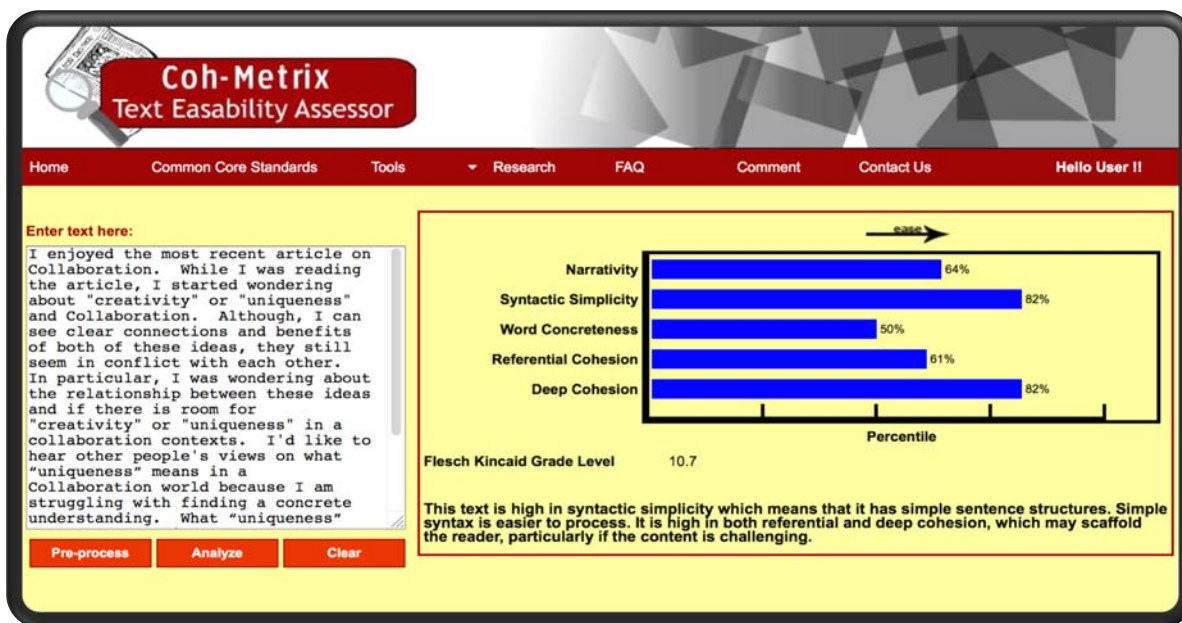 Coh-Metrix
Text Easability Assessor
Home Common Core Standards Tools Research FAQ Comment Contact Us Hello User !!
Enter text here:
I enjoyed the most recent article on
Collaboration.  While I was reading
the article, I started wondering
about "creativity" or "uniqueness"
and Collaboration.  Although, I can
see clear connections and benefits
of both of these ideas, they still
seem in conflict with each other.
In particular, I was wondering about
the relationship between these ideas
and if there is room for
"creativity" or "uniqueness" in a
collaboration contexts.  I'd like to
hear other people's views on what
“uniqueness” means in a
Collaboration world because I am
struggling with finding a concrete
understanding.  What “uniqueness”
Pre-process Analyze Clear
ease
Narrativity 64%
Syntactic Simplicity 82%
Word Concreteness 50%
Referential Cohesion 61%
Deep Cohesion 82%
Percentile
Flesch Kincaid Grade Level 10.7
This text is high in syntactic simplicity which means that it has simple sentence structures. Simple
syntax is easier to process. It is high in both referential and deep cohesion, which may scaffold
the reader, particularly if the content is challenging.